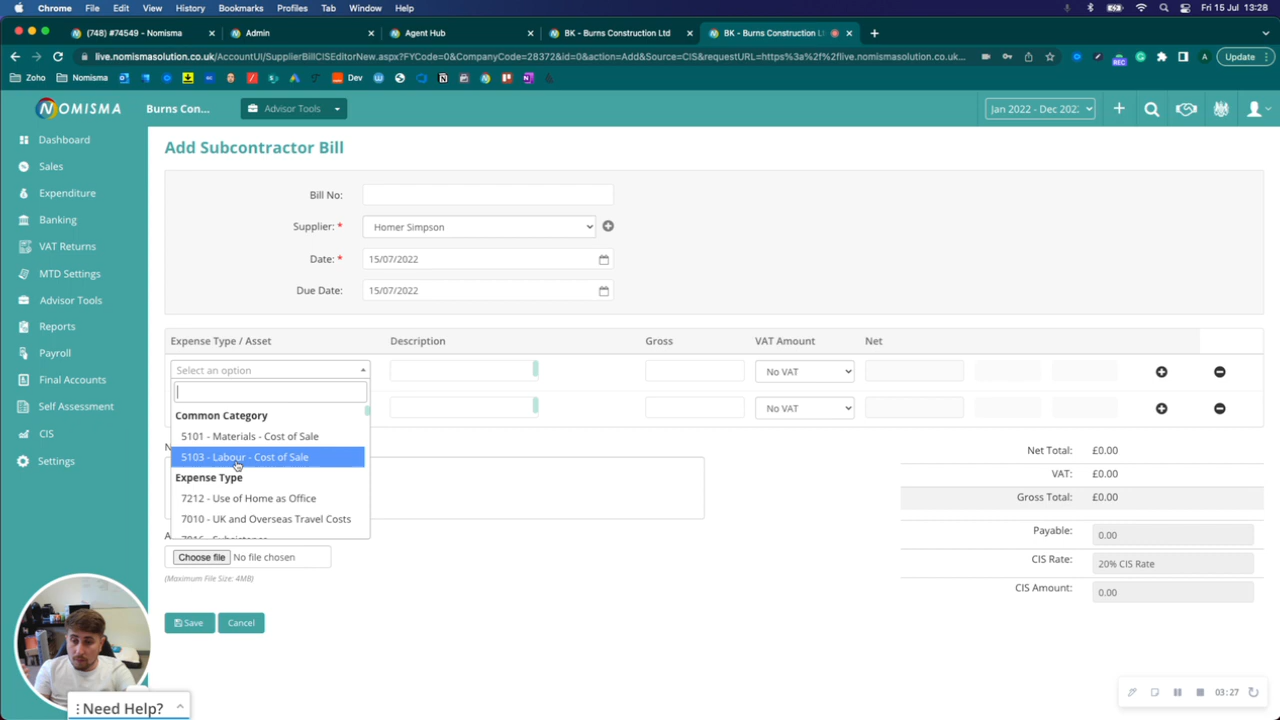 Chrome File Edit View History Bookmarks Profiles Tab Window Help Fri 15 Jul 13:28
(748) #74549 - Nomisma Admin Agent Hub BK - Burns Construction Ltd BK - Burns Construction L
live.nomismasolution.co.uk/AccountUI/SupplierBillCISEditorNew.aspx?FYCode=0&CompanyCode=28372&id=0&action=Add&Source=CIS&requestURL=https%3a%2f%2flive.nomismasolution.co.uk... Update
Zoho Nomisma Dev
NOMISMA Burns Con... Advisor Tools Jan 2022 - Dec 202
Dashboard
Sales
Expenditure
Banking
VAT Returns
MTD Settings
Advisor Tools
Reports
Payroll
Final Accounts
Self Assessment
CIS
Settings
Add Subcontractor Bill
Bill No:
Supplier: * Homer Simpson
Date: * 15/07/2022
Due Date: 15/07/2022
Expense Type / Asset Description Gross VAT Amount Net
Select an option No VAT
No VAT
Common Category
5101 - Materials - Cost of Sale
5103 - Labour - Cost of Sale
Expense Type
7212 - Use of Home as Office
7010 - UK and Overseas Travel Costs
Choose file No file chosen
(Maximum File Size: 4MB)
Save Cancel
Net Total: £0.00
VAT: £0.00
Gross Total: £0.00
Payable: 0.00
CIS Rate: 20% CIS Rate
CIS Amount: 0.00
Need Help?
03:27